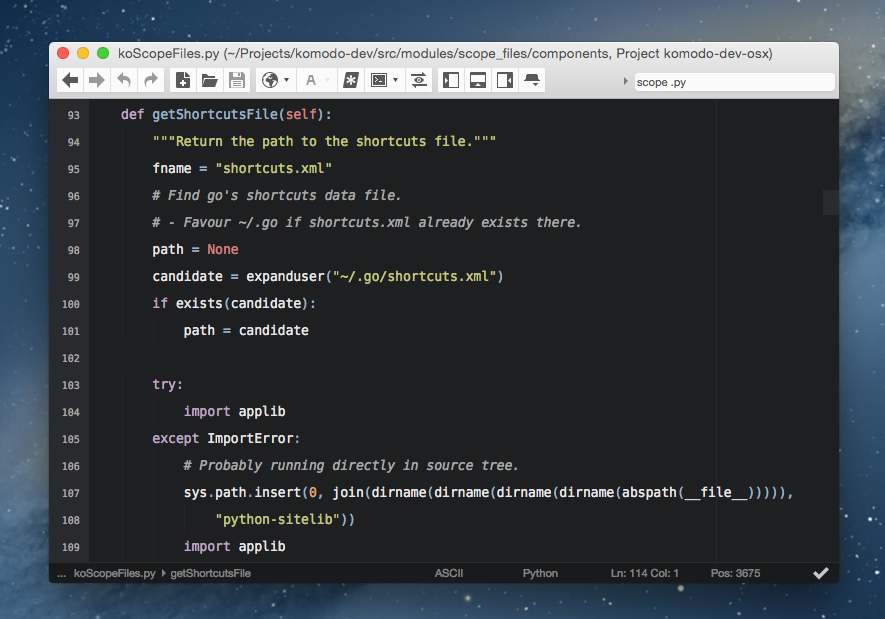 koScopeFiles.py (~/Projects/komodo-dev/src/modules/scope_files/components, Project komodo-dev-osx)
A
scope .py
93 def getShortcutsFile(self):
94 """Return the path to the shortcuts file."""
95 fname = "shortcuts.xml"
96 # Find go's shortcuts data file.
97 # - Favour ~/.go if shortcuts.xml already exists there.
98 path = None
99 candidate = expanduser("~/.go/shortcuts.xml")
100 if exists(candidate):
101 path = candidate
102
103 try:
104 import applib
105 except ImportError:
106 # Probably running directly in source tree.
107 sys.path.insert(0, join(dirname(dirname(dirname(dirname(abspath(__file__))))),
108 "python-sitelib"))
109 import applib
... koScopeFiles.py getShortcutsFile ASCII Python Ln: 114 Col: 1 Pos: 3675